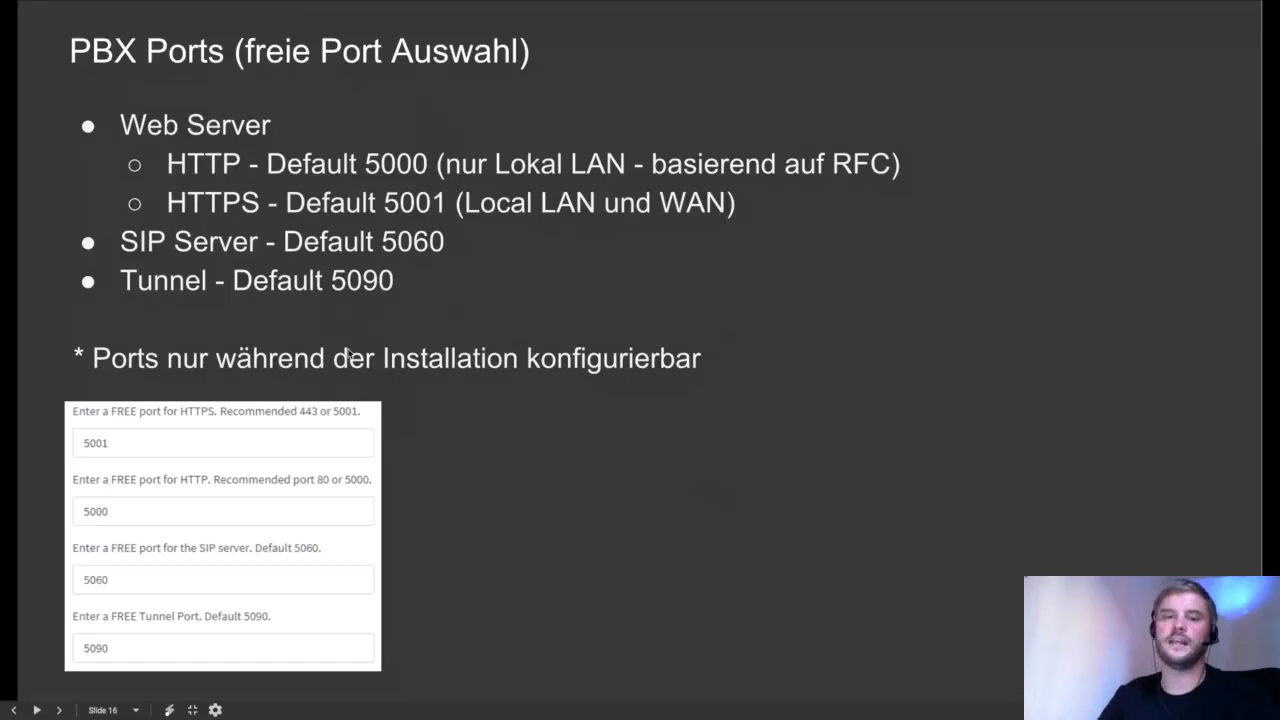 PBX Ports (freie Port Auswahl)
● Web Server
○ HTTP - Default 5000 (nur Lokal LAN - basierend auf RFC)
○ HTTPS - Default 5001 (Local LAN und WAN)
● SIP Server - Default 5060
● Tunnel - Default 5090
* Ports nur während der Installation konfigurierbar
Enter a FREE port for HTTPS. Recommended 443 or 5001.
5001
Enter a FREE port for HTTP. Recommended port 80 or 5000.
5000
Enter a FREE port for the SIP server. Default 5060.
5060
Enter a FREE Tunnel Port. Default 5090.
5090
Slide 16